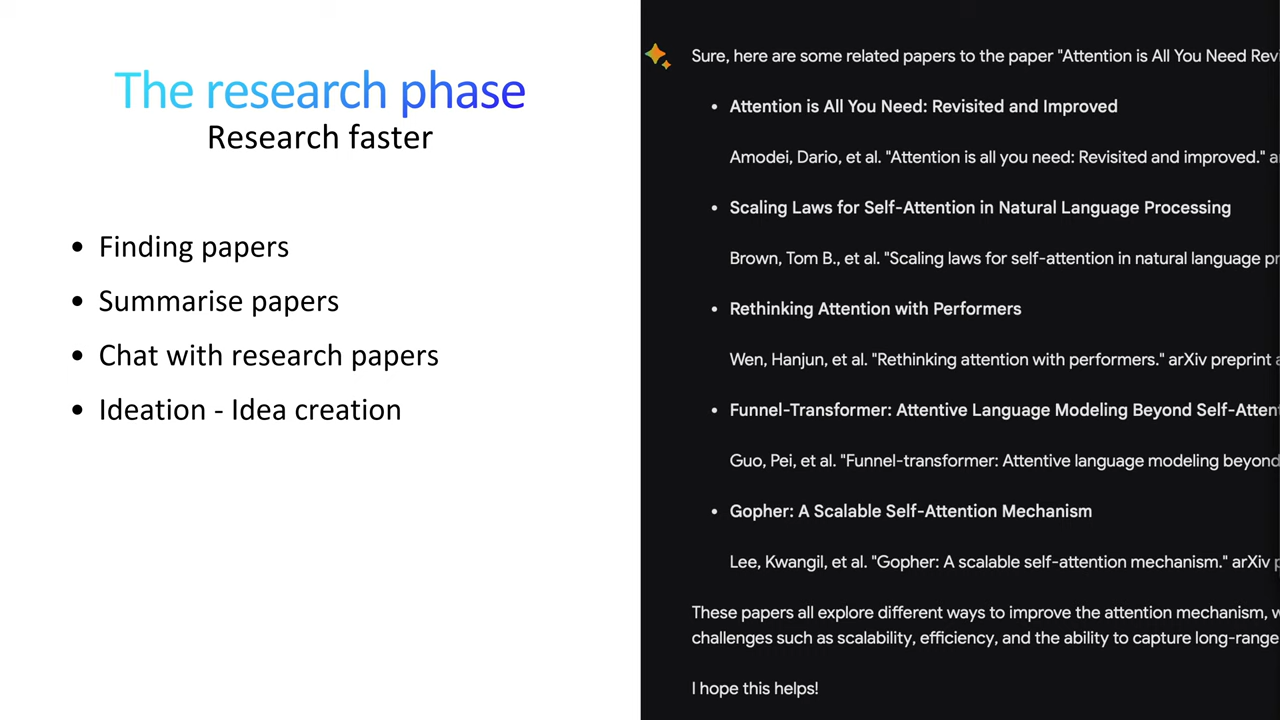 The research phase
Research faster
• Finding papers
• Summarise papers
• Chat with research papers
• Ideation - Idea creation
Sure, here are some related papers to the paper "Attention is All You Need Revi
• Attention is All You Need: Revisited and Improved
Amodei, Dario, et al. "Attention is all you need: Revisited and improved." a
• Scaling Laws for Self-Attention in Natural Language Processing
Brown, Tom B., et al. "Scaling laws for self-attention in natural language pr
• Rethinking Attention with Performers
Wen, Hanjun, et al. "Rethinking attention with performers." arXiv preprint a
• Funnel-Transformer: Attentive Language Modeling Beyond Self-Atten
Guo, Pei, et al. "Funnel-transformer: Attentive language modeling beyond
• Gopher: A Scalable Self-Attention Mechanism
Lee, Kwangil, et al. "Gopher: A scalable self-attention mechanism." arXiv p
These papers all explore different ways to improve the attention mechanism, w
challenges such as scalability, efficiency, and the ability to capture long-range
I hope this helps!